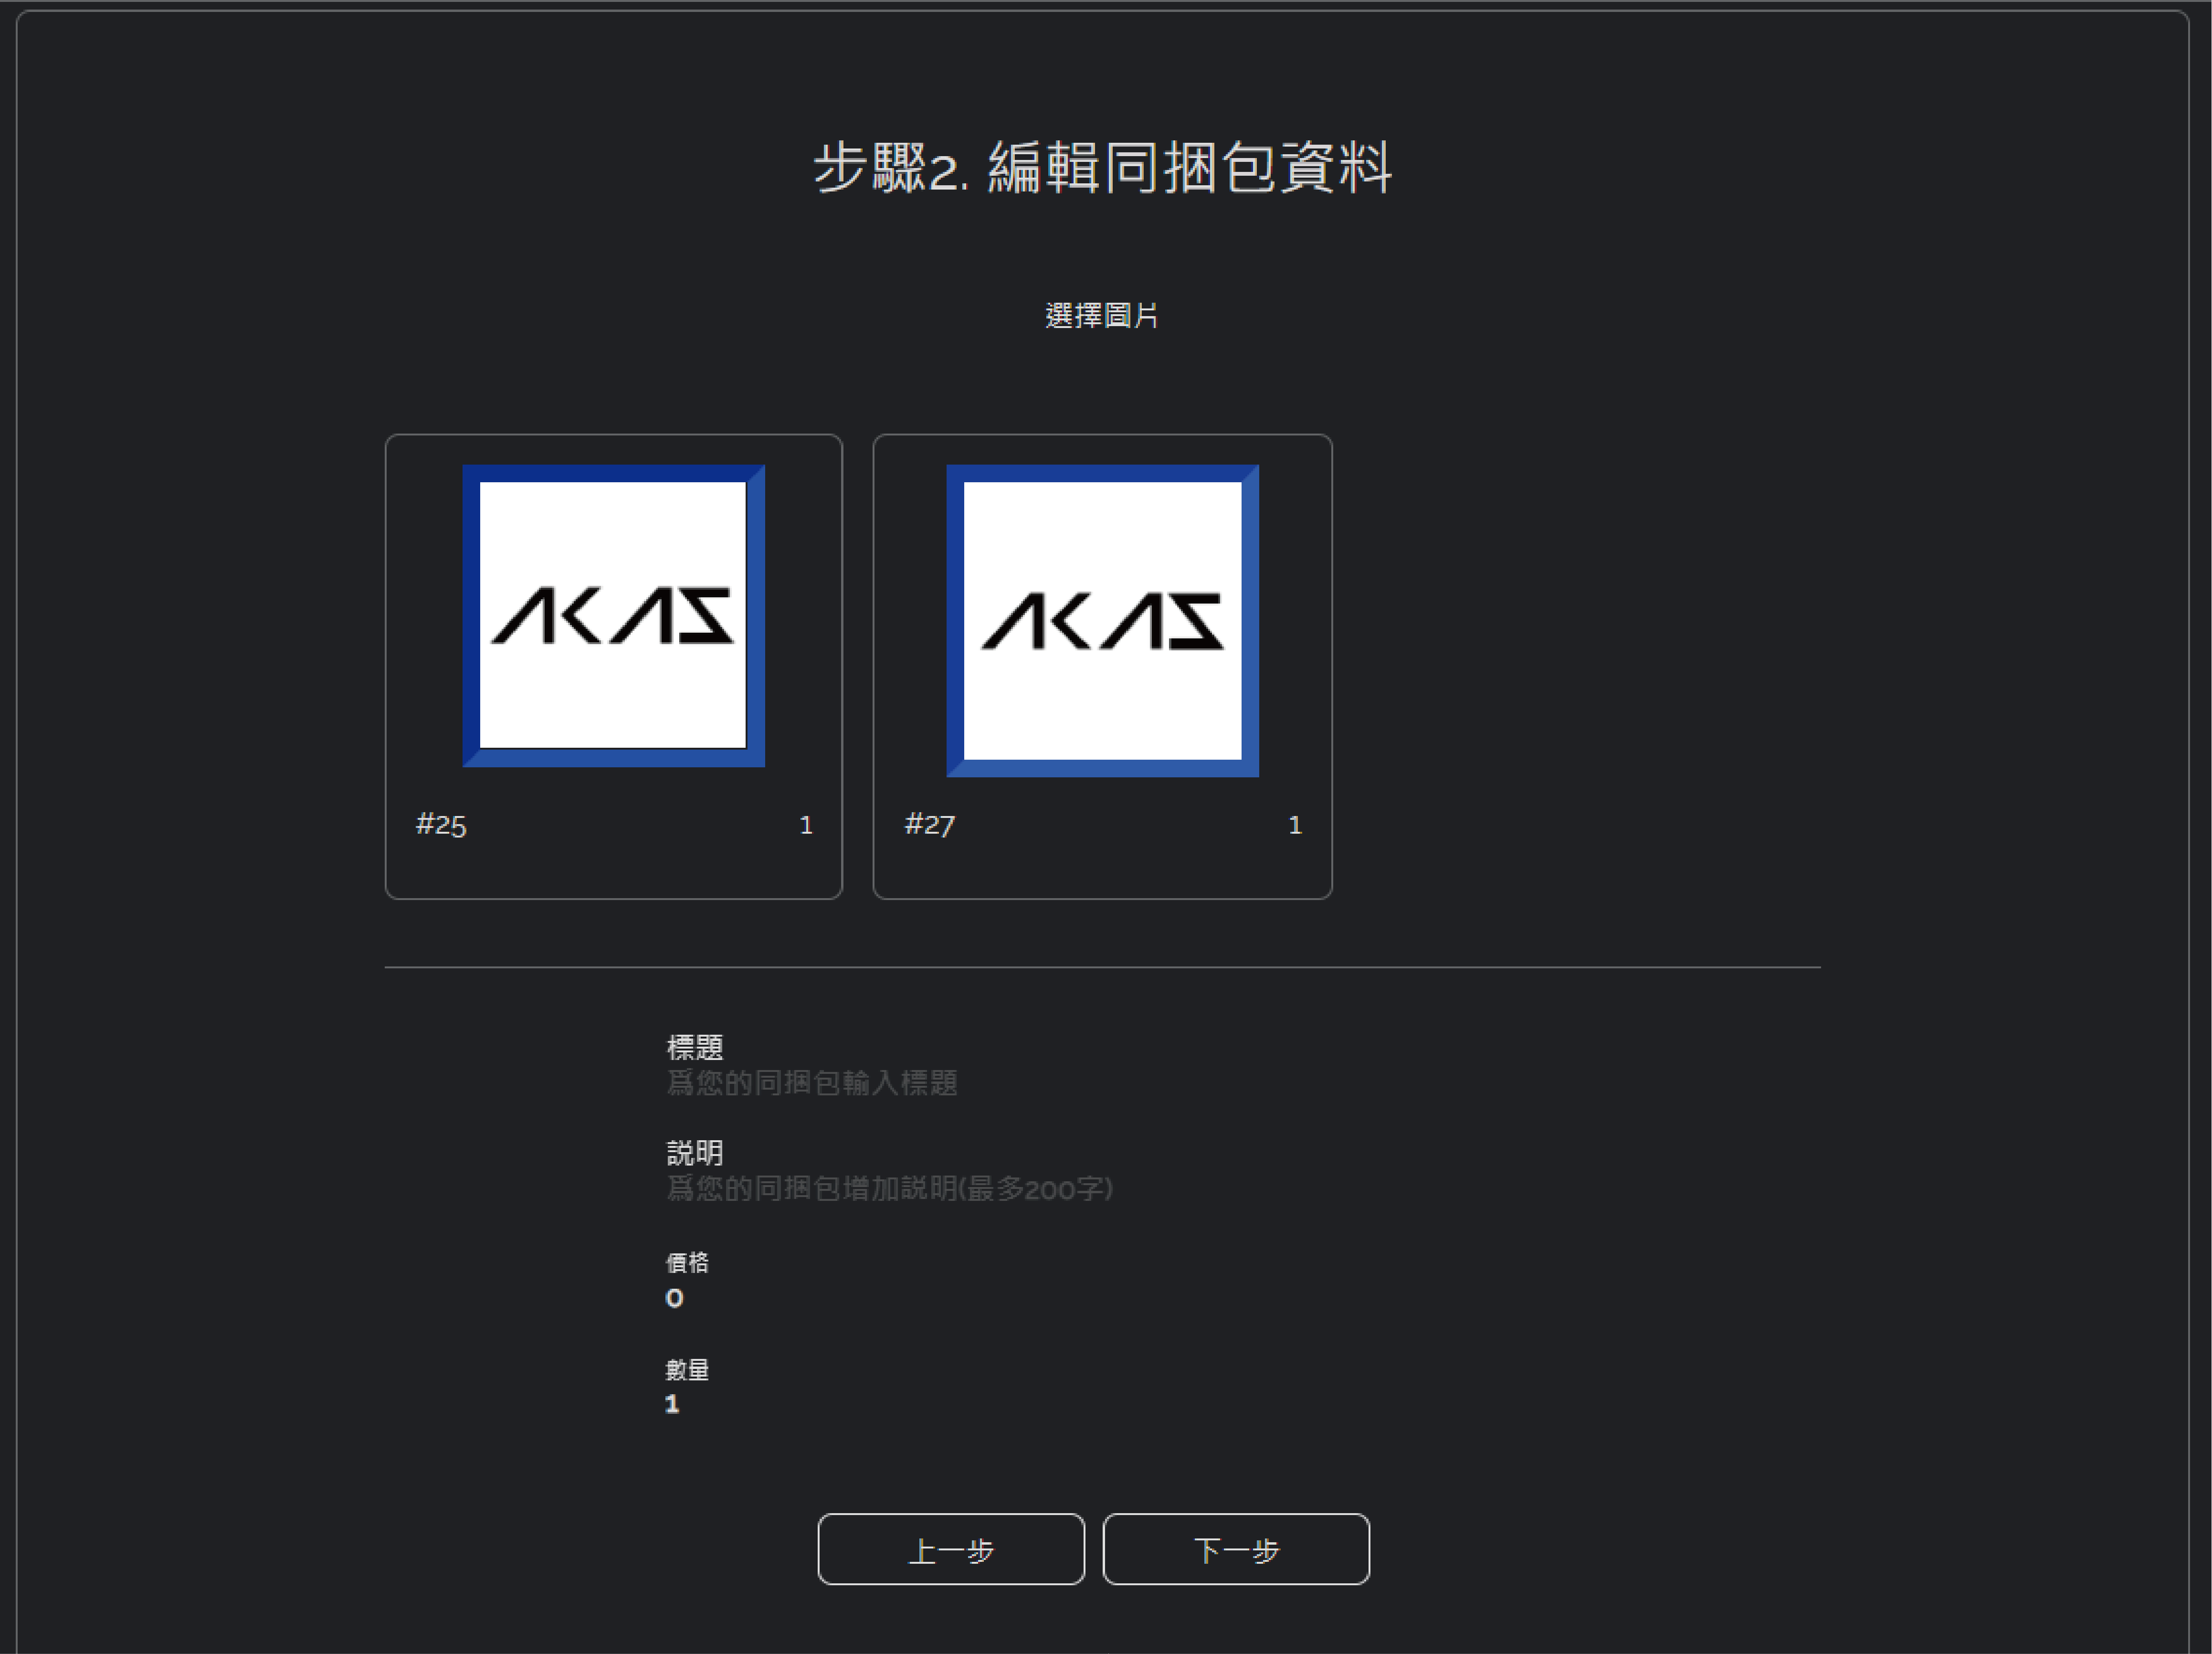 步驟2. 編輯同捆包資料
選擇圖片
AKAS
AKAS
#25 1
#27 1
標題
爲您的同捆包輸入標題
説明
爲您的同捆包增加説明(最多200字)
價格
0
數量
1
上一步
下一步